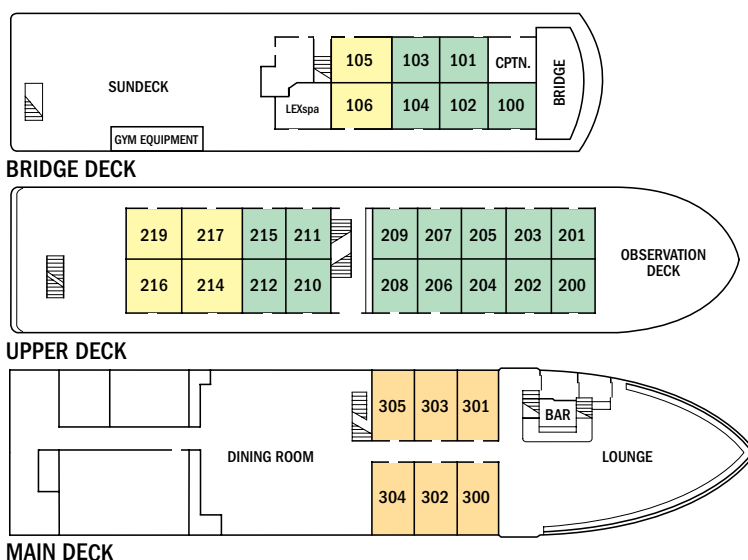 105 103 101 CPTN.
SUNDECK
BRIDGE
LEXspa 106 104 102 100
GYM EQUIPMENT
BRIDGE DECK
219 217 215 211 209 207 205 203 201
OBSERVATION
DECK
216 214 212 210 208 206 204 202 200
UPPER DECK
305 303 301
BAR
DINING ROOM
LOUNGE
304 302 300
MAIN DECK